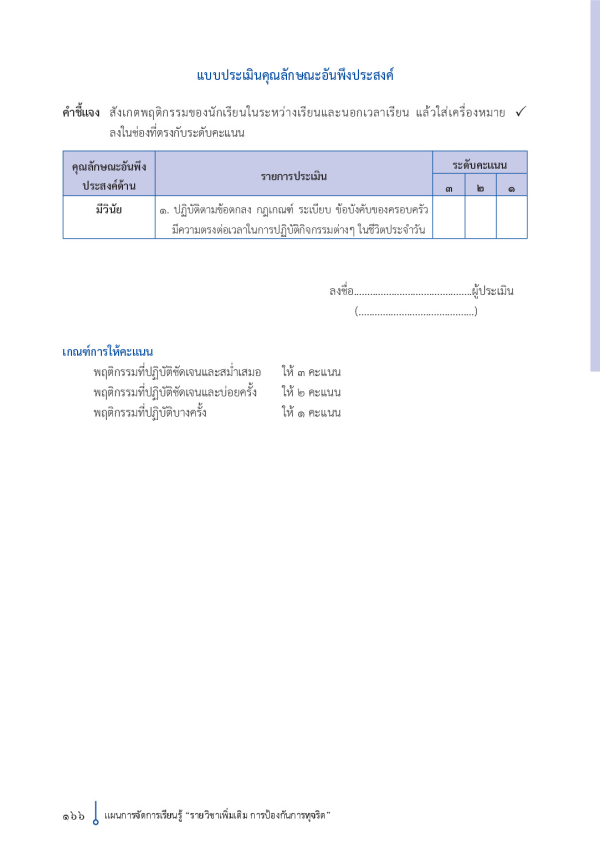 แบบประเมินคุณลักษณะอันพึงประสงค์
คำชี้แจง สังเกตพฤติกรรมของนักเรียนในระหว่างเรียนและนอกเวลาเรียน แล้วใส่เครื่องหมาย ✓
ลงในช่องที่ตรงกับระดับคะแนน
คุณลักษณะอันพึง
ประสงค์ด้าน
รายการประเมิน
ระดับคะแนน
๓ ๒ ๑
มีวินัย ๑. ปฏิบัติตามข้อตกลง กฎเกณฑ์ ระเบียบ ข้อบังคับของครอบครัว
มีความตรงต่อเวลาในการปฏิบัติกิจกรรมต่างๆ ในชีวิตประจำวัน
ลงชื่อ............................................ผู้ประเมิน
(...........................................)
เกณฑ์การให้คะแนน
พฤติกรรมที่ปฏิบัติชัดเจนและสม่ำเสมอ ให้ ๓ คะแนน
พฤติกรรมที่ปฏิบัติชัดเจนและบ่อยครั้ง ให้ ๒ คะแนน
พฤติกรรมที่ปฏิบัติบางครั้ง ให้ ๑ คะแนน
๑๖๖ แผนการจัดการเรียนรู้ “รายวิชาเพิ่มเติม การป้องกันการทุจริต”